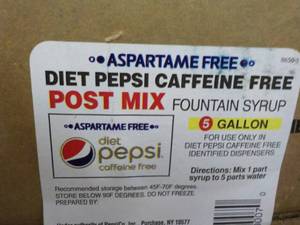 ASPARTAME FREE
DIET PEPSI CAFFEINE FREE
POST MIX FOUNTAIN SYRUP
ASPARTAME FREE
5 GALLON
diet
pepsi
caffeine free
FOR USE ONLY IN
DIET PEPSI CAFFEINE FREE
IDENTIFIED DISPENSERS
Directions: Mix 1 part
syrup to 5 parts water
Recommended storage between 45F-70F degrees.
STORE BELOW 90F DEGREES. DO NOT FREEZE.
PREPARED BY
PepsiCo, Inc., Purchase, NY 10577